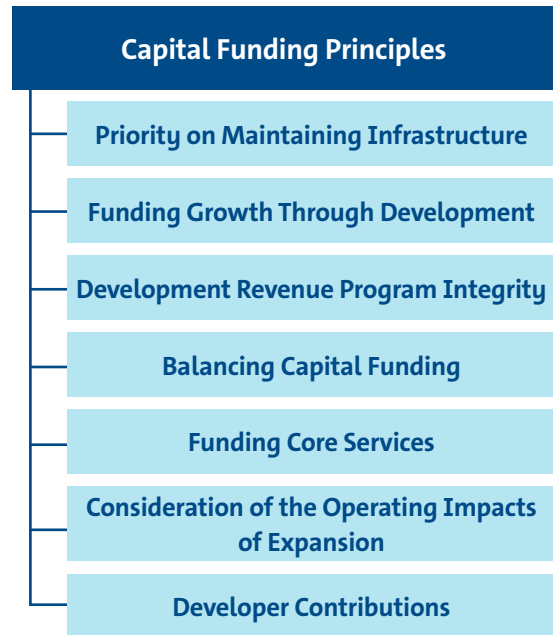 Capital Funding Principles
Priority on Maintaining Infrastructure
Funding Growth Through Development
Development Revenue Program Integrity
Balancing Capital Funding
Funding Core Services
Consideration of the Operating Impacts
of Expansion
Developer Contributions